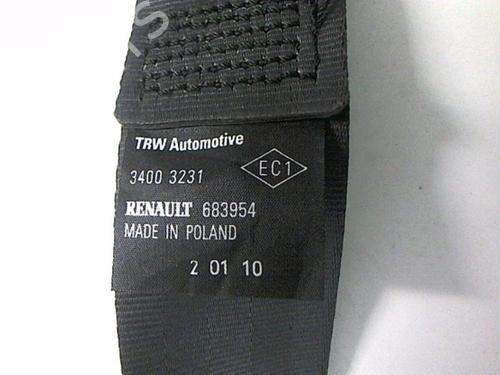 TRW Automotive
3400 3231
EC1
RENAULT 683954
MADE IN POLAND
2 01 10